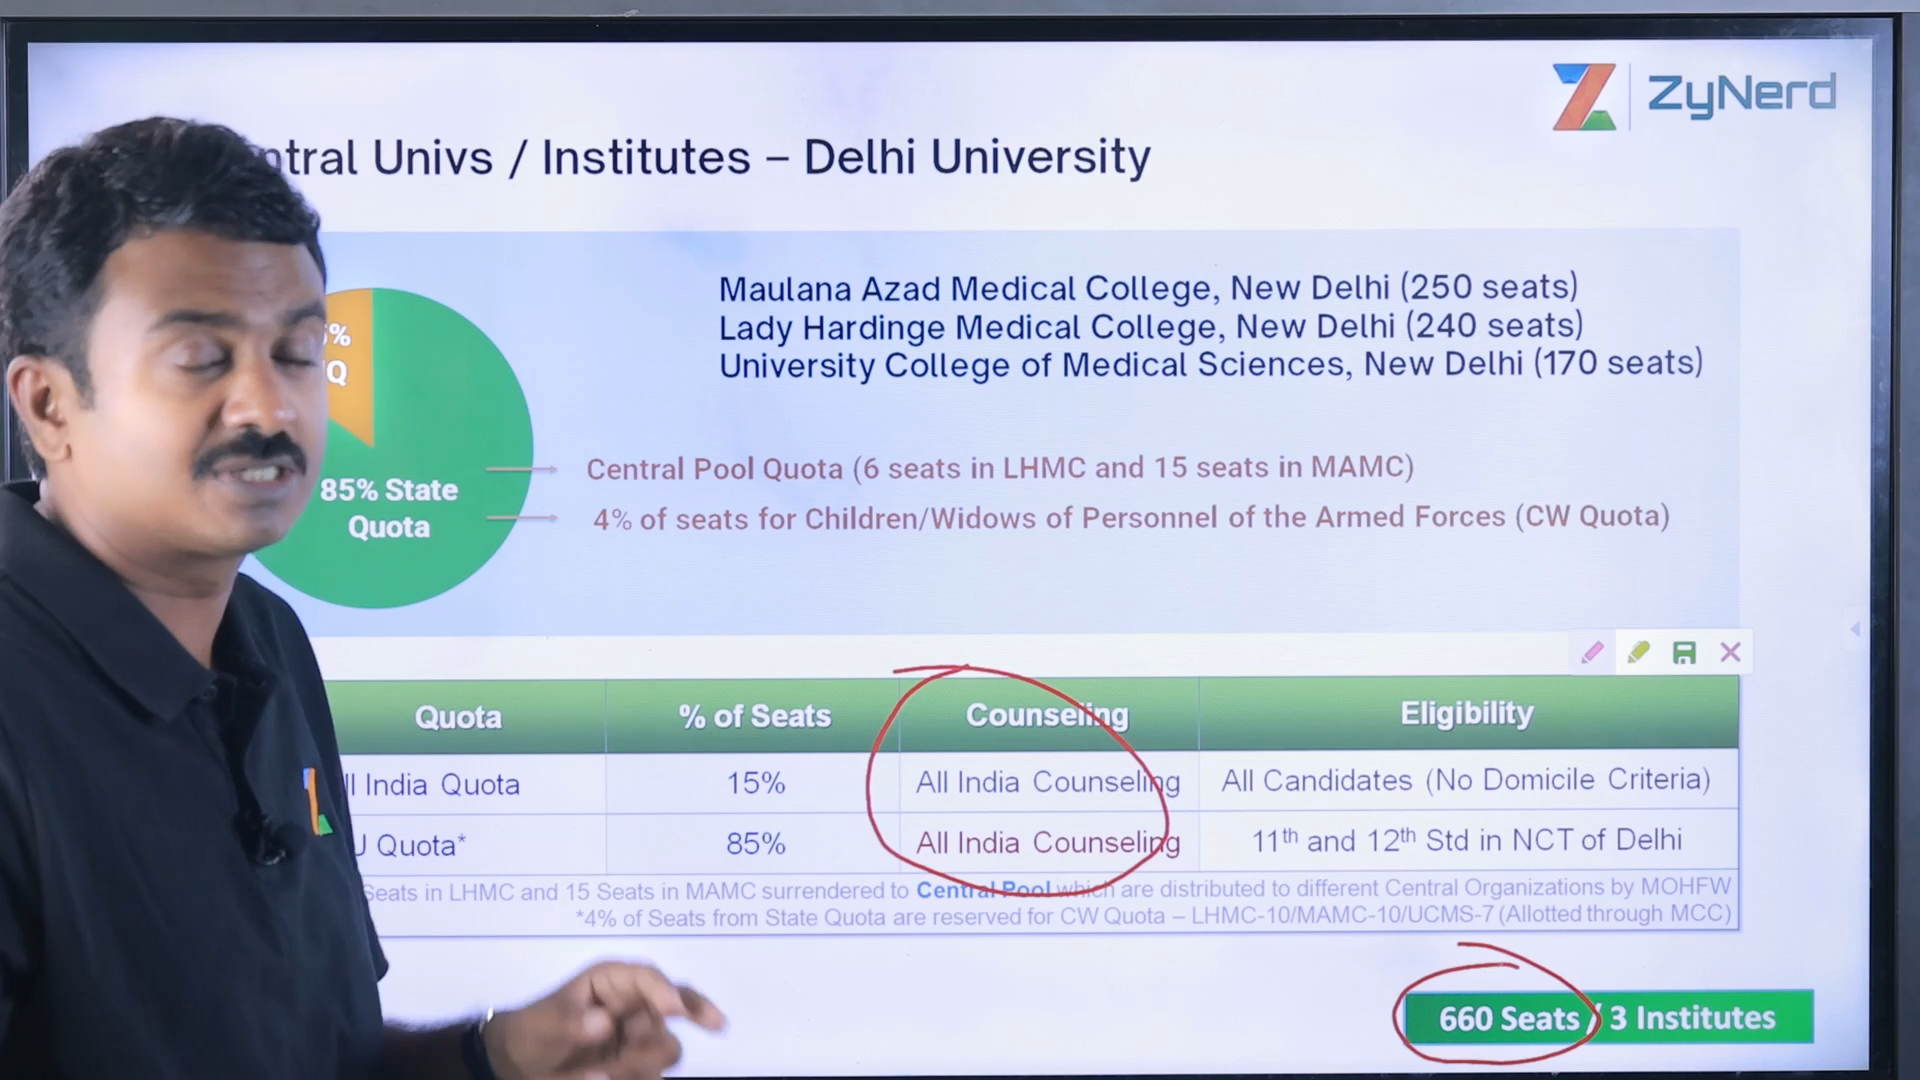 ZyNerd
ntral Univs / Institutes – Delhi University
Maulana Azad Medical College, New Delhi (250 seats)
Lady Hardinge Medical College, New Delhi (240 seats)
University College of Medical Sciences, New Delhi (170 seats)
%
Q
85% State
Quota
Central Pool Quota (6 seats in LHMC and 15 seats in MAMC)
4% of seats for Children/Widows of Personnel of the Armed Forces (CW Quota)
Quota % of Seats Counseling Eligibility
ll India Quota 15% All India Counseling All Candidates (No Domicile Criteria)
U Quota* 85% All India Counseling 11th and 12th Std in NCT of Delhi
Seats in LHMC and 15 Seats in MAMC surrendered to Central Pool which are distributed to different Central Organizations by MOHFW
*4% of Seats from State Quota are reserved for CW Quota – LHMC-10/MAMC-10/UCMS-7 (Allotted through MCC)
660 Seats / 3 Institutes